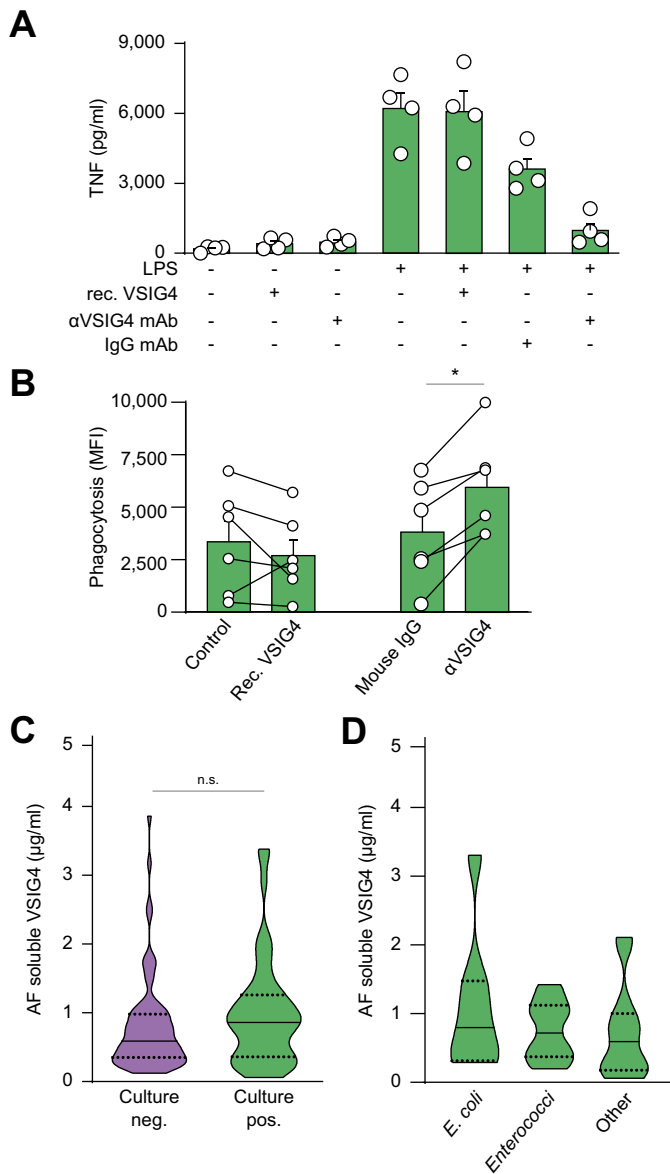 A
9,000
6,000
3,000
0
TNF (pg/ml)
LPS - - - + + + +
rec. VSIG4 - + - - + - -
αVSIG4 mAb - - + - - - +
IgG mAb - - - - - + -
B
*
10,000
7,500
5,000
2,500
0
Phagocytosis (MFI)
Control
Rec. VSIG4
Mouse IgG
αVSIG4
C
5
4
3
2
1
0
AF soluble VSIG4 (μg/ml)
n.s.
Culture neg.
Culture pos.
D
5
4
3
2
1
0
AF soluble VSIG4 (μg/ml)
E. coli
Enterococci
Other